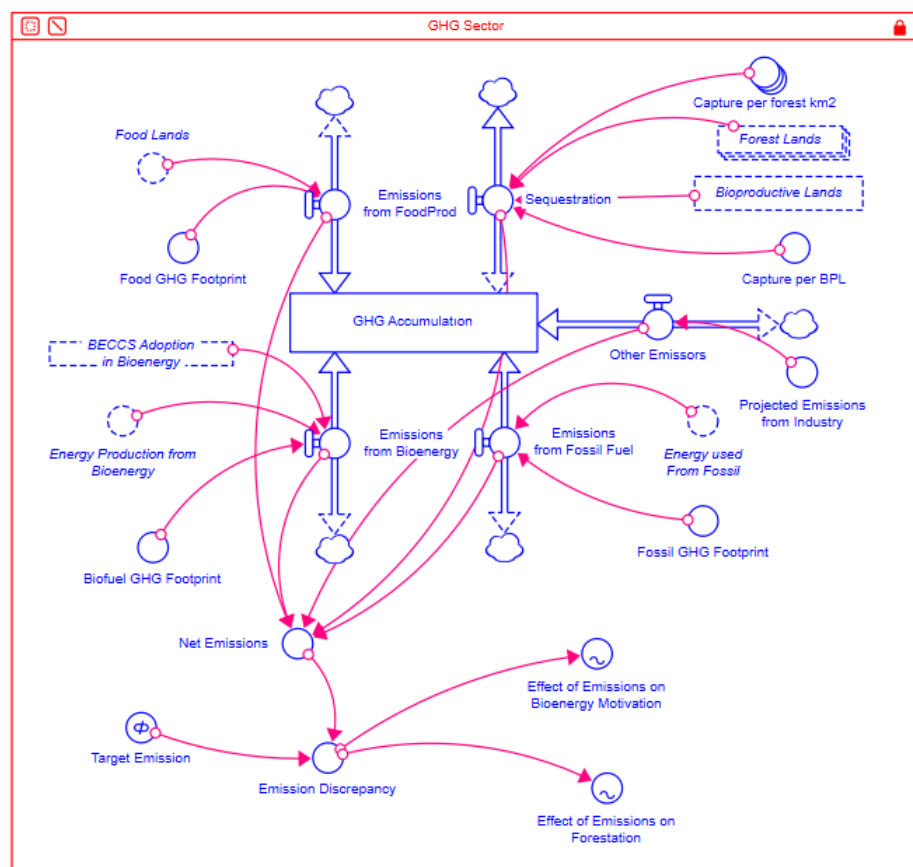 GHG Sector
Capture per forest km2
Food Lands
Forest Lands
Emissions
from FoodProd
Sequestration
Bioproductive Lands
Food GHG Footprint
Capture per BPL
GHG Accumulation
BECCS Adoption
in Bioenergy
Other Emissors
Projected Emissions
from Industry
Energy Production from
Bioenergy
Emissions
from Bioenergy
Emissions
from Fossil Fuel
Energy used
From Fossil
Biofuel GHG Footprint
Fossil GHG Footprint
Net Emissions
Effect of Emissions on
Bioenergy Motivation
Target Emission
Emission Discrepancy
Effect of Emissions on
Forestation